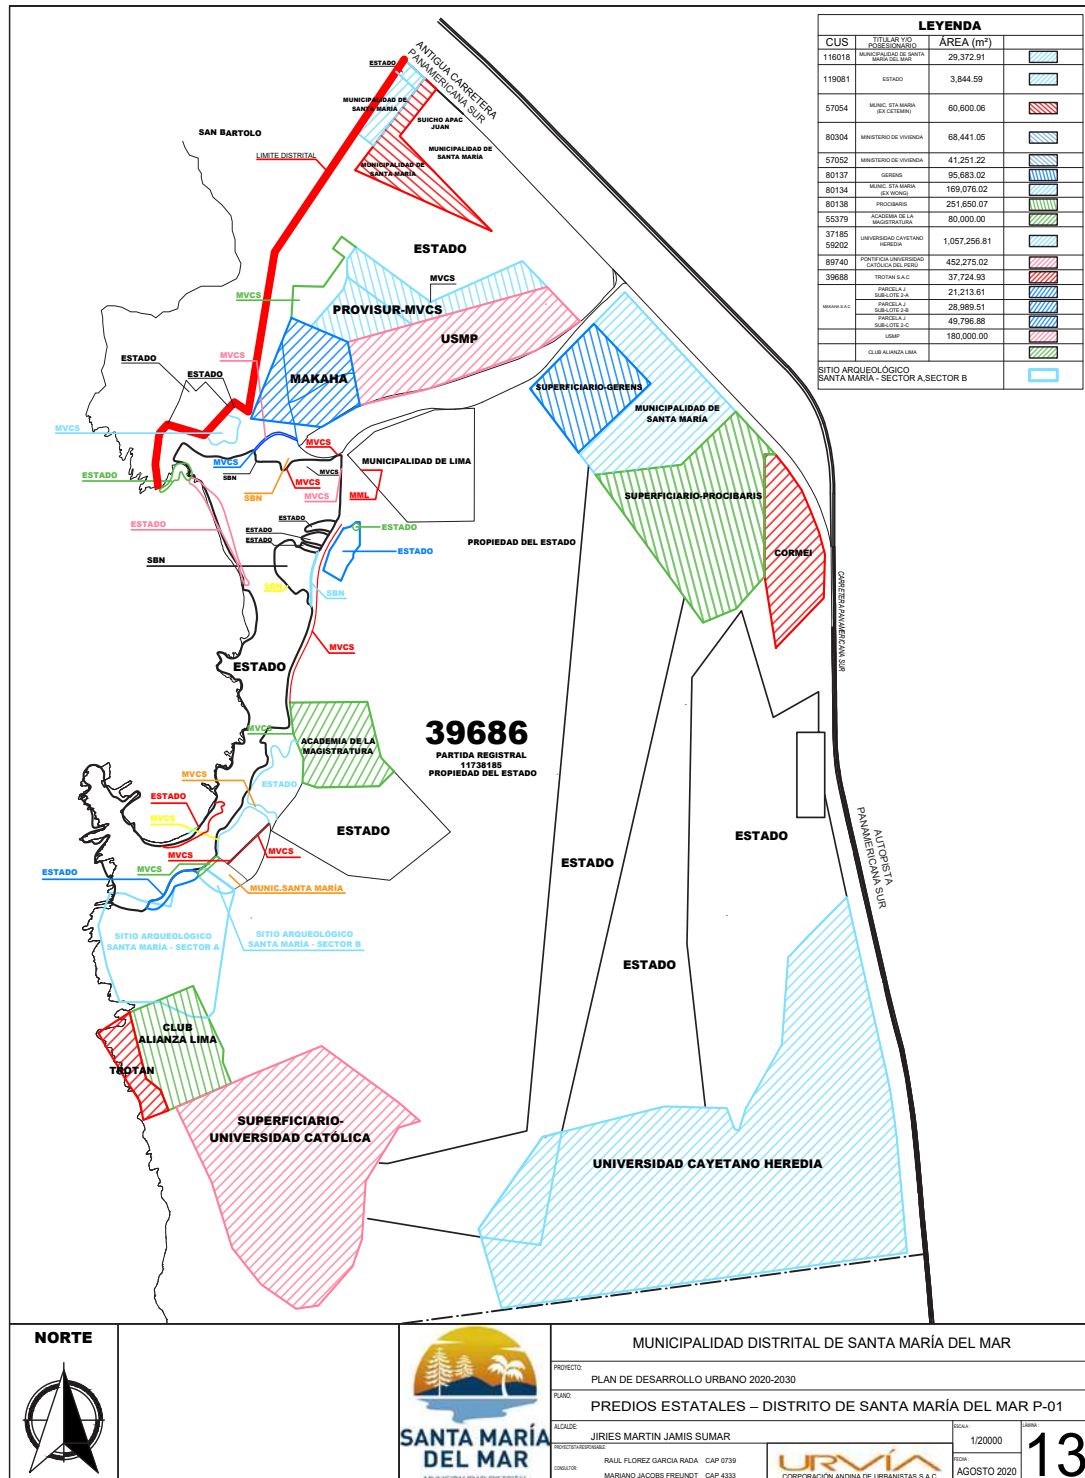 LEYENDA
CUS TITULAR Y/O POSESIONARIO ÁREA (m²)
116018 MUNICIPALIDAD DE SANTA MARÍA DEL MAR 29,372.91
119081 ESTADO 3,844.59
57054 MUNIC. STA MARIA (EX CETEMIN) 60,600.06
80304 MINISTERIO DE VIVIENDA 68,441.05
57052 MINISTERIO DE VIVIENDA 41,251.22
80137 GERENS 95,683.02
80134 MUNIC. STA MARIA (EX WONG) 169,076.02
80138 PROCIBARIS 251,650.07
55379 ACADEMIA DE LA MAGISTRATURA 80,000.00
37185 59202 UNIVERSIDAD CAYETANO HEREDIA 1,057,256.81
89740 PONTIFICIA UNIVERSIDAD CATÓLICA DEL PERÚ 452,275.02
39688 TROTAN S.A.C 37,724.93
MAKAHA S.A.C
PARCELA J SUB-LOTE 2-A 21,213.61
PARCELA J SUB-LOTE 2-B 28,989.51
PARCELA J SUB-LOTE 2-C 49,796.88
USMP 180,000.00
CLUB ALIANZA LIMA
SITIO ARQUEOLÓGICO
SANTA MARÍA - SECTOR A,SECTOR B
ANTIGUA CARRETERA
PANAMERICANA SUR
ESTADO
MUNICIPALIDAD DE
SANTA MARÍA
SUICHO APAC
JUAN
SAN BARTOLO
LIMITE DISTRITAL
MUNICIPALIDAD DE
SANTA MARÍA
MUNICIPALIDAD DE
SANTA MARÍA
ESTADO
MVCS
MVCS
PROVISUR-MVCS
USMP
MVCS
ESTADO
ESTADO
MAKAHA
SUPERFICIARIO-GERENS
MUNICIPALIDAD DE
SANTA MARÍA
MVCS
MVCS
MVCS
SBN
MVCS
MUNICIPALIDAD DE LIMA
ESTADO
SBN
MVCS
MVCS
MML
SUPERFICIARIO-PROCIBARIS
ESTADO
ESTADO
ESTADO
ESTADO
ESTADO
ESTADO
PROPIEDAD DEL ESTADO
CORMEI
SBN
SBN
SBN
CARRETERA PANAMERICANA SUR
MVCS
ESTADO
39686
PARTIDA REGISTRAL
11738185
PROPIEDAD DEL ESTADO
MVCS
ACADEMIA DE LA
MAGISTRATURA
MVCS
ESTADO
ESTADO
MVCS
ESTADO
ESTADO
AUTOPISTA
PANAMERICANA SUR
MVCS
MVCS
MVCS
ESTADO
ESTADO
MUNIC.SANTA MARÍA
SITIO ARQUEOLÓGICO
SANTA MARÍA - SECTOR A
SITIO ARQUEOLÓGICO
SANTA MARÍA - SECTOR B
ESTADO
CLUB
ALIANZA LIMA
TROTAN
SUPERFICIARIO-
UNIVERSIDAD CATÓLICA
UNIVERSIDAD CAYETANO HEREDIA
NORTE
SANTA MARÍA
DEL MAR
MUNICIPALIDAD DISTRITAL DE SANTA MARÍA DEL MAR
PROYECTO:
PLAN DE DESARROLLO URBANO 2020-2030
PLANO:
PREDIOS ESTATALES – DISTRITO DE SANTA MARÍA DEL MAR P-01
ALCALDE:
JIRIES MARTIN JAMIS SUMAR
PROYECTISTA RESPONSABLE:
CONSULTOR:
RAUL FLOREZ GARCIA RADA CAP 0739
MARIANO JACOBS FREUNDT CAP 4333
URVIA
CORPORACIÓN ANDINA DE URBANISTAS S.A.C
ESCALA:
1/20000
FECHA:
AGOSTO 2020
LÁMINA:
13